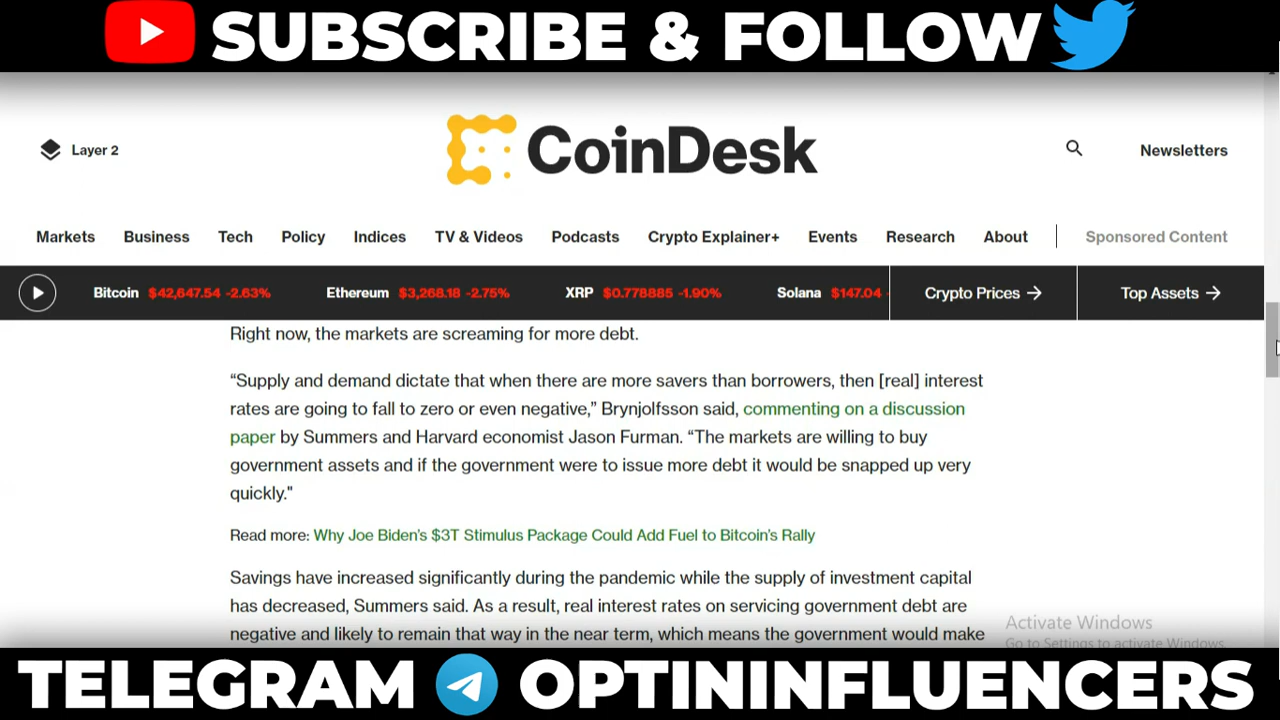 SUBSCRIBE & FOLLOW
Layer 2
CoinDesk
Newsletters
Markets Business Tech Policy Indices TV & Videos Podcasts Crypto Explainer+ Events Research About Sponsored Content
Bitcoin $42,647.54 -2.63% Ethereum $3,268.18 -2.75% XRP $0.778885 -1.90% Solana $147.04 Crypto Prices → Top Assets →
Right now, the markets are screaming for more debt.
“Supply and demand dictate that when there are more savers than borrowers, then [real] interest
rates are going to fall to zero or even negative,” Brynjolfsson said, commenting on a discussion
paper by Summers and Harvard economist Jason Furman. “The markets are willing to buy
government assets and if the government were to issue more debt it would be snapped up very
quickly."
Read more: Why Joe Biden’s $3T Stimulus Package Could Add Fuel to Bitcoin’s Rally
Savings have increased significantly during the pandemic while the supply of investment capital
has decreased, Summers said. As a result, real interest rates on servicing government debt are
negative and likely to remain that way in the near term, which means the government would make
Activate Windows
Go to Settings to activate Windows.
TELEGRAM OPTININFLUENCERS